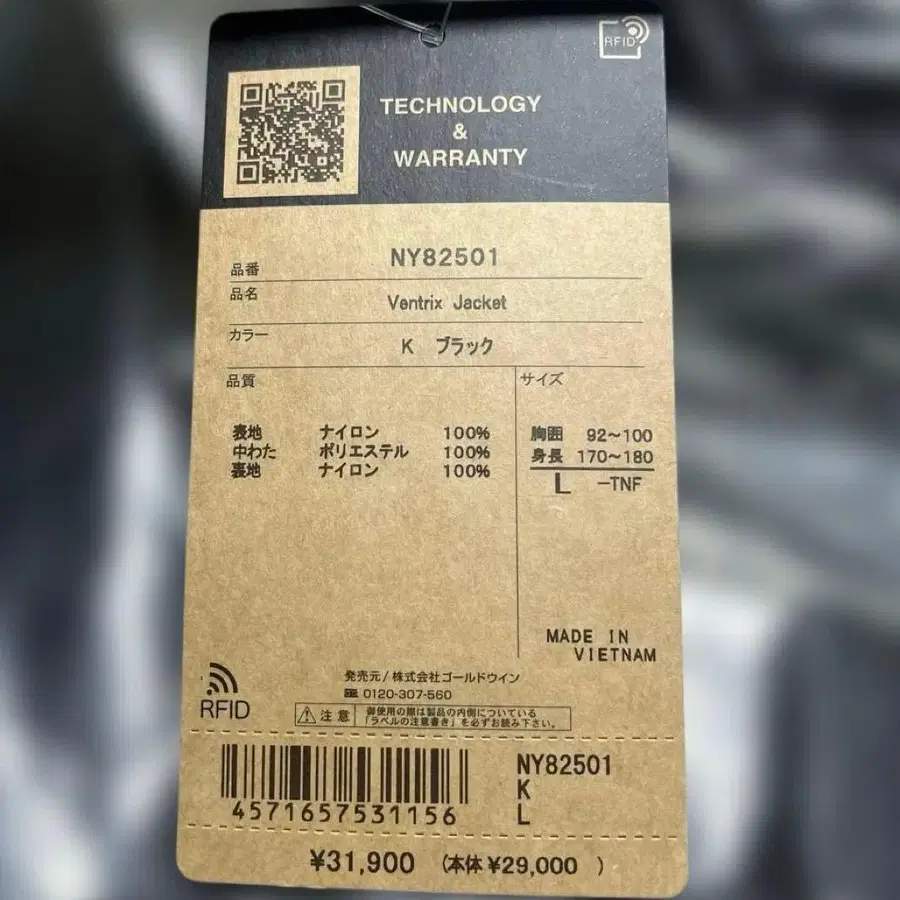 RFID
TECHNOLOGY
&
WARRANTY
品番 NY82501
品名 Ventrix Jacket
カラー K ブラック
品質
表地 ナイロン 100%
中わた ポリエステル 100%
裏地 ナイロン 100%
サイズ
胸囲 92～100
身長 170～180
L -TNF
MADE IN
VIETNAM
RFID
発売元/株式会社ゴールドウイン
0120-307-560
注意 御使用の際は製品の内側についている
「ラベルの注意書き」を必ずお読み下さい。
4571657531156
NY82501
K
L
¥31,900 (本体¥29,000 )